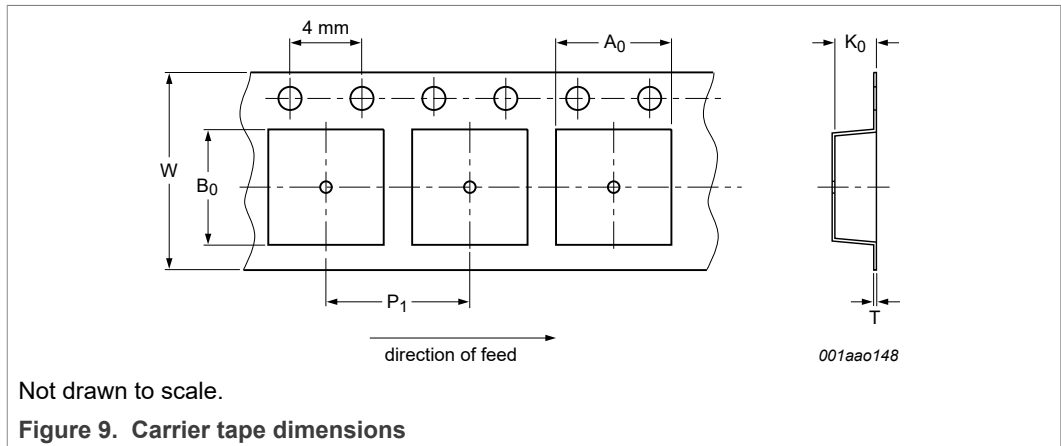 4 mm
A0
K0
W
B0
P1
T
direction of feed
001aao148
Not drawn to scale.
Figure 9. Carrier tape dimensions